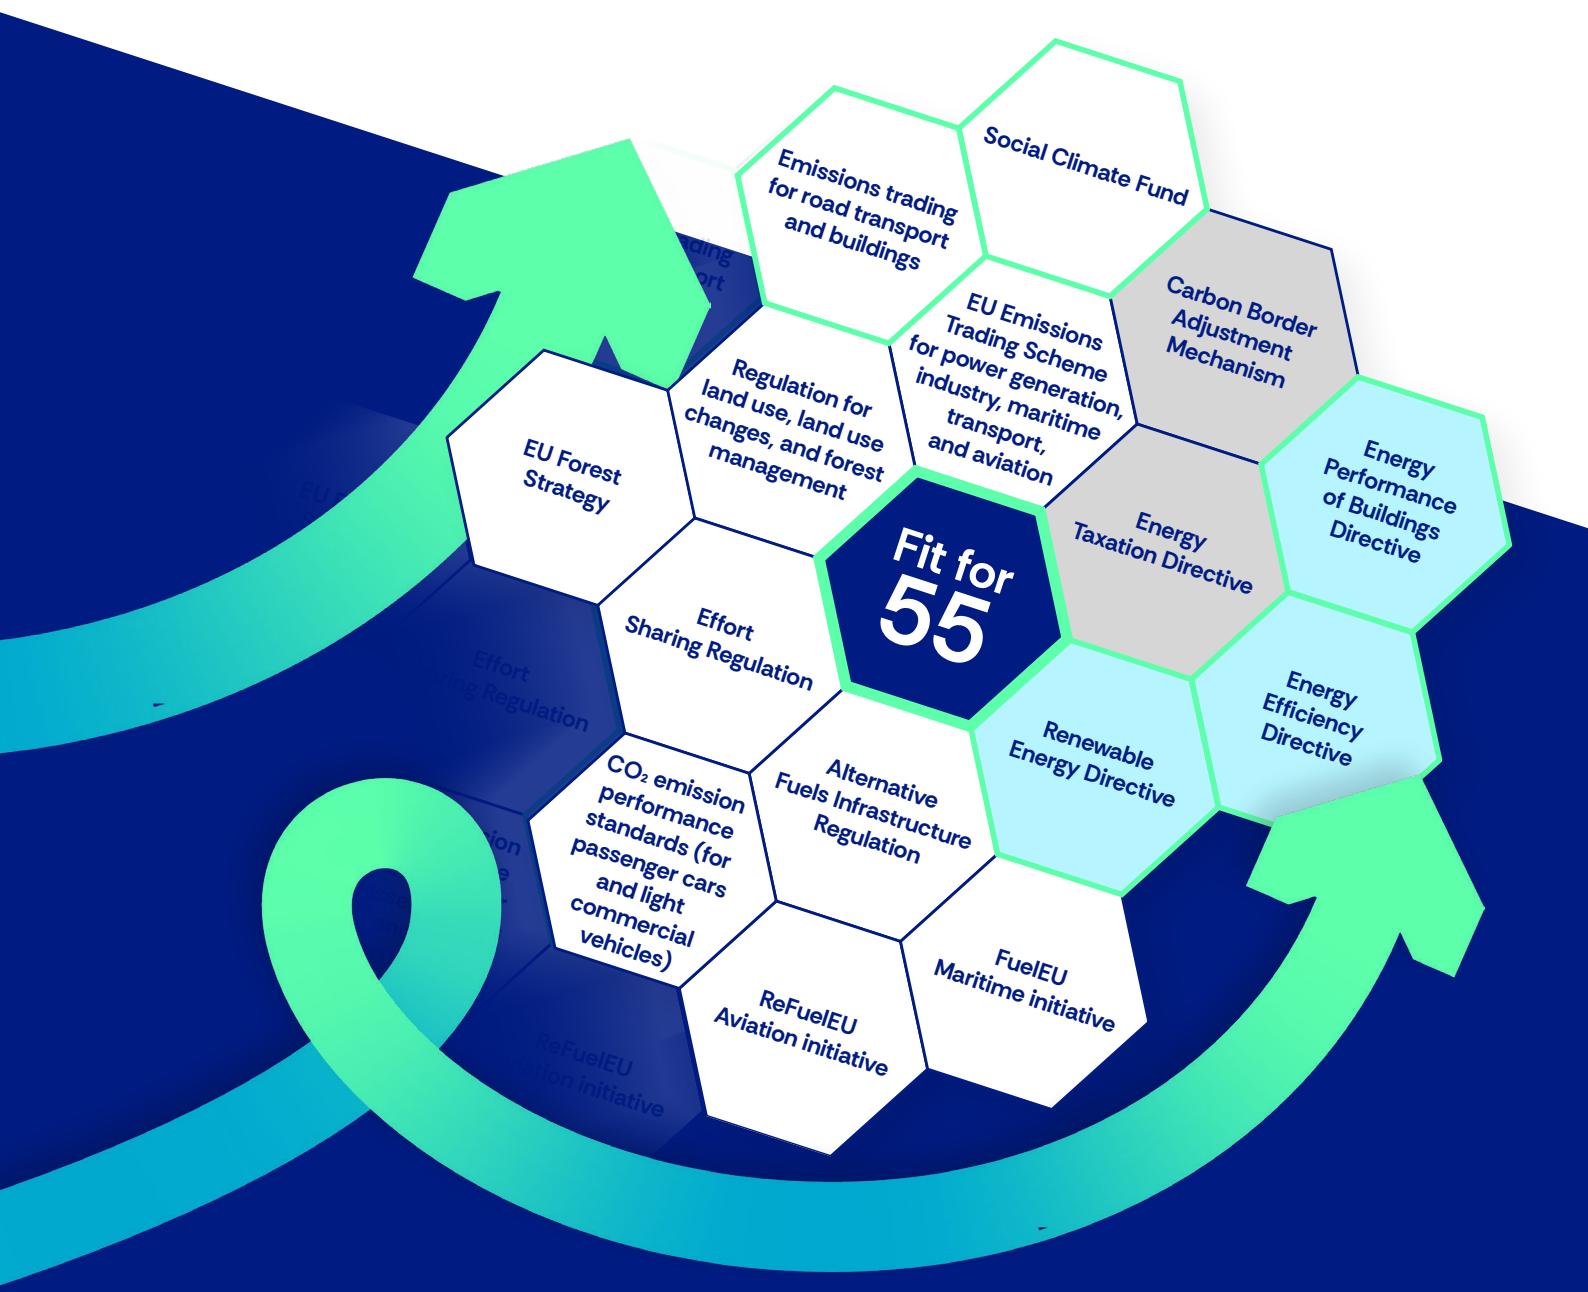 Social Climate Fund
Emissions trading
for road transport
and buildings
Carbon Border
Adjustment
Mechanism
EU Emissions
Trading Scheme
for power generation,
industry, maritime
transport,
and aviation
Regulation for
land use, land use
changes, and forest
management
EU Forest
Strategy
Energy
Performance
of Buildings
Directive
Energy
Taxation Directive
Fit for
55
Effort
Sharing Regulation
Energy
Efficiency
Directive
Renewable
Energy Directive
Alternative
Fuels Infrastructure
Regulation
CO₂ emission
performance
standards (for
passenger cars
and light
commercial
vehicles)
FuelEU
Maritime initiative
ReFuelEU
Aviation initiative
Effort
Regulation
ReFuelEU
initiative